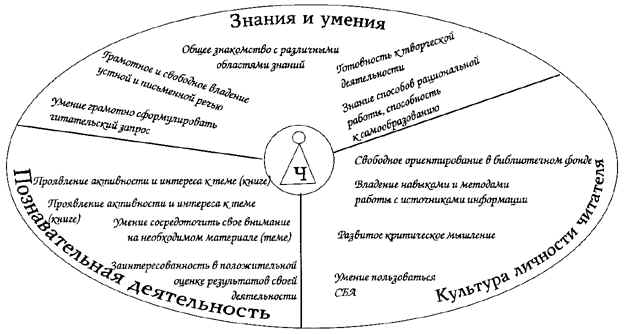 Знания и умения
Общее знакомство с различными
областями знаний
Грамотное и свободное владение
устной и письменной речью
Умение грамотно сформулировать
читательский запрос
Готовность к творческой
деятельности
Знание способов рациональной
работы, способность
к самообразованию
Ч
Познавательная деятельность
Проявление активности и интереса к теме (книге)
Проявление активности и интереса к теме
(книге)
Умение сосредоточить свое внимание
на необходимом материале (теме)
Заинтересованность в положительной
оценке результатов своей
деятельности
Свободное ориентирование в библиотечном фонде
Владение навыками и методами
работы с источниками информации
Развитое критическое мышление
Умение пользоваться
СБА
Культура личности читателя